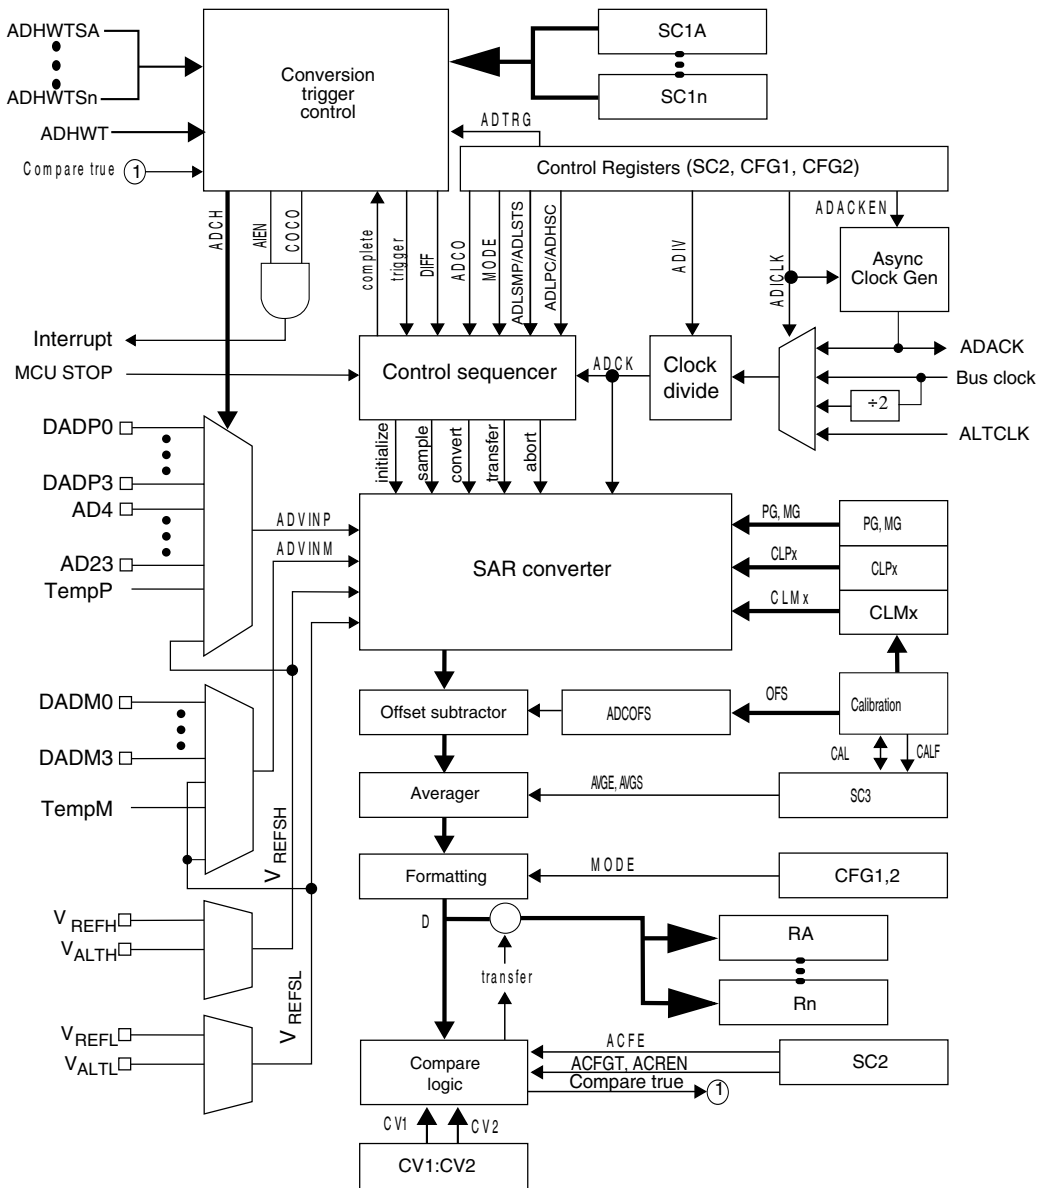 ADHWTSA
SC1A
Conversion
trigger
control
ADHWTSn
SC1n
ADTRG
ADHWT
Compare true 1
Control Registers (SC2, CFG1, CFG2)
ADACKEN
ADCH
AIEN
COCO
complete
trigger
DIFF
ADCO
MODE
ADLSMP/ADLSTS
ADLPC/ADHSC
ADIV
ADICLK
Async
Clock Gen
Interrupt
ADACK
MCU STOP
Control sequencer
ADCK
Clock
divide
Bus clock
÷2
ALTCLK
DADP0
initialize
sample
convert
transfer
abort
DADP3
AD4
ADVINP
PG, MG
PG, MG
ADVINM
AD23
SAR converter
CLPx
CLPx
TempP
CLMx
CLMx
DADM0
Offset subtractor
ADCOFS
OFS
Calibration
DADM3
CAL
CALF
TempM
Averager
AVGE, AVGS
SC3
VREFSH
Formatting
MODE
CFG1,2
VREFH
D
RA
VALTH
transfer
Rn
VREFSL
VREFL
ACFE
VALTL
Compare
logic
ACFGT, ACREN
SC2
Compare true 1
CV1
CV2
CV1:CV2